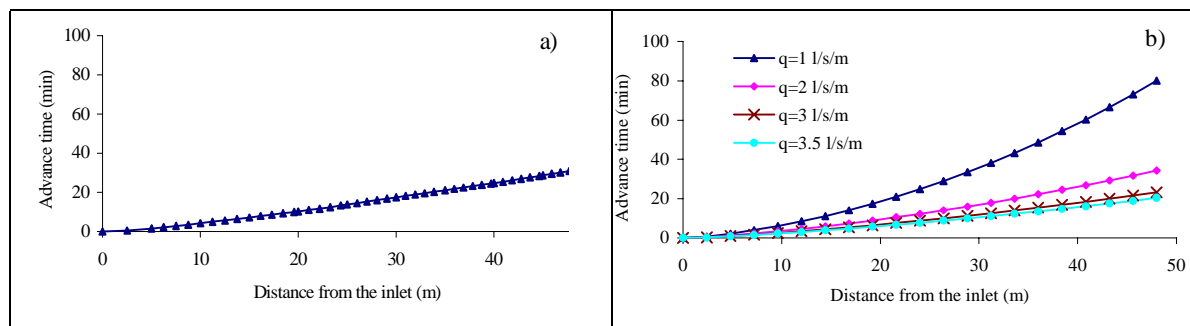 a)
100
80
60
40
20
0
Advance time (min)
0 10 20 30 40
Distance from the inlet (m)
b)
100
80
60
40
20
0
Advance time (min)
q=1 l/s/m
q=2 l/s/m
q=3 l/s/m
q=3.5 l/s/m
0 10 20 30 40 50
Distance from the inlet (m)